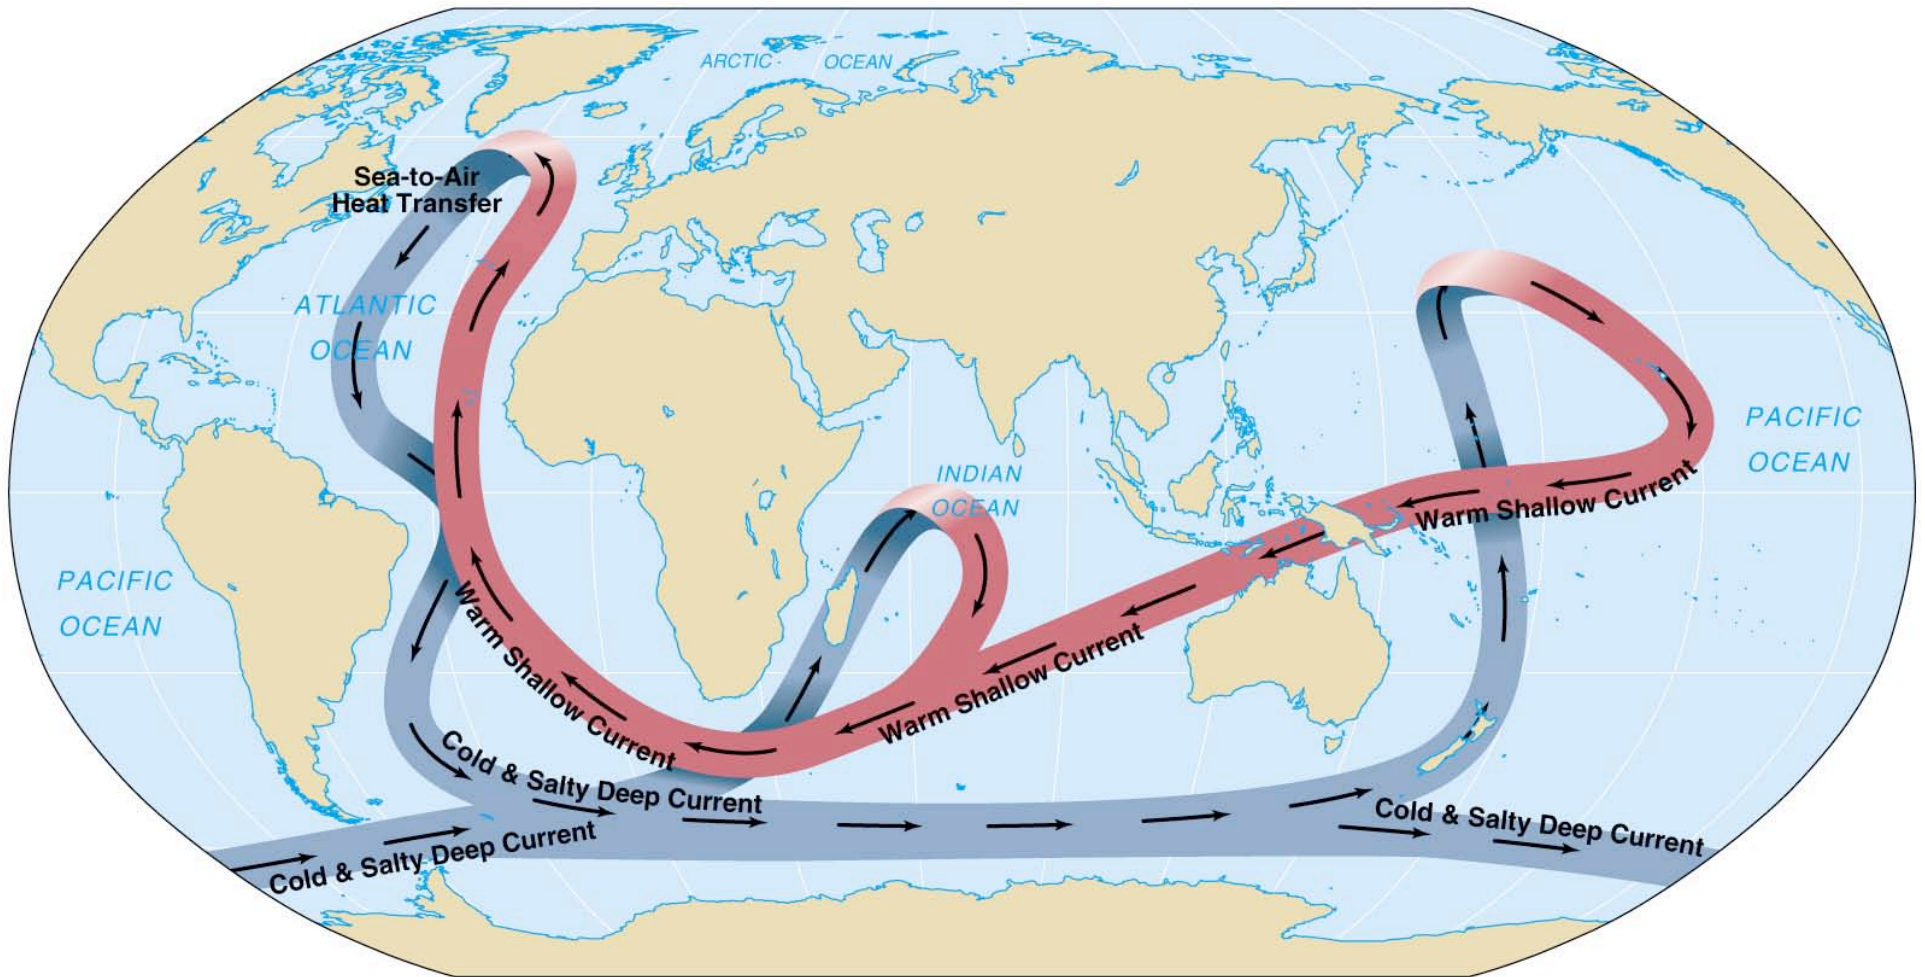 ARCTIC OCEAN
Sea-to-Air
Heat Transfer
ATLANTIC
OCEAN
PACIFIC
OCEAN
INDIAN
OCEAN
Warm Shallow Current
PACIFIC
OCEAN
Warm Shallow Current
Warm Shallow Current
Cold & Salty Deep Current
Cold & Salty Deep Current
Cold & Salty Deep Current